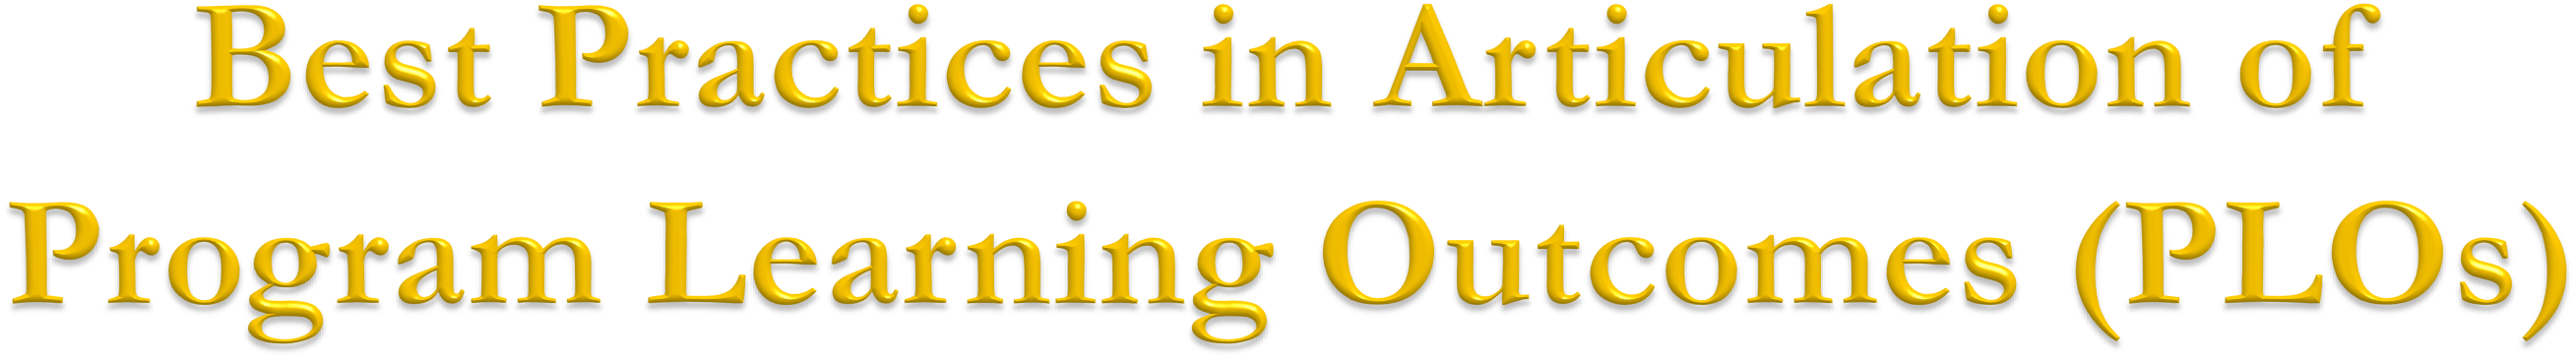 Best Practices in Articulation of
Program Learning Outcomes (PLOs)